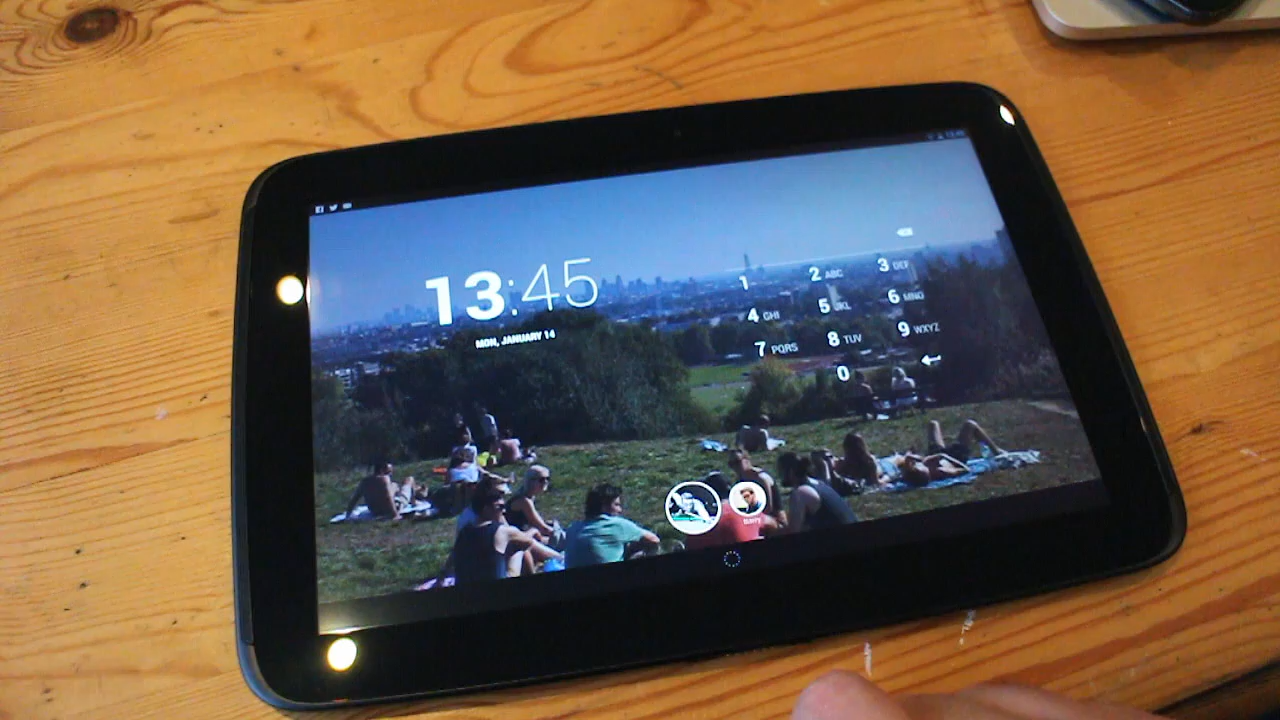 13:45
MON, JANUARY 14
1
2 ABC
3 DEF
4 GHI
5 JKL
6 MNO
7 PQRS
8 TUV
9 WXYZ
0